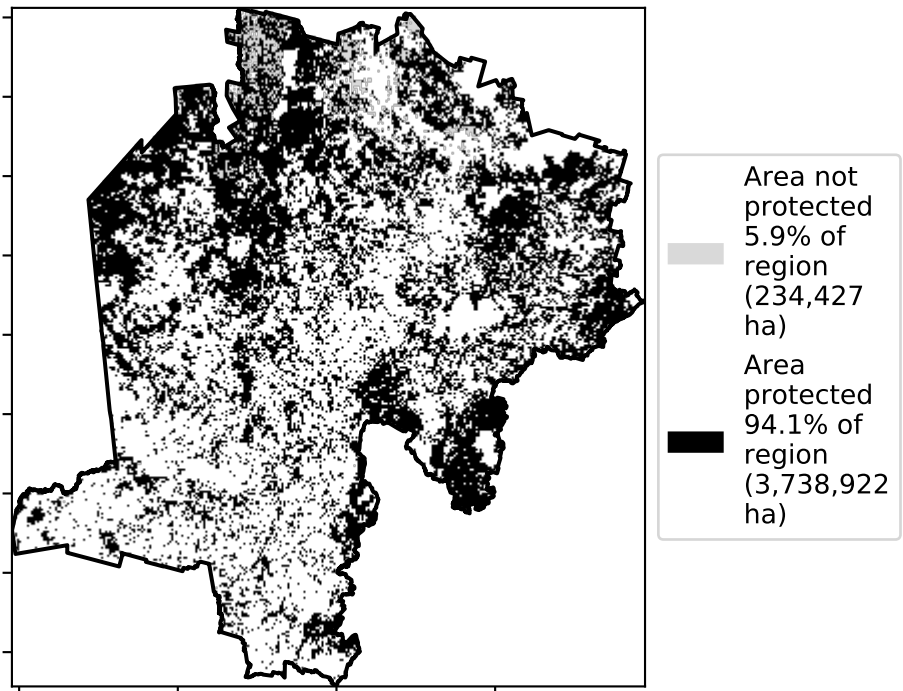 Area not
protected
5.9% of
region
(234,427
ha)
Area
protected
94.1% of
region
(3,738,922
ha)